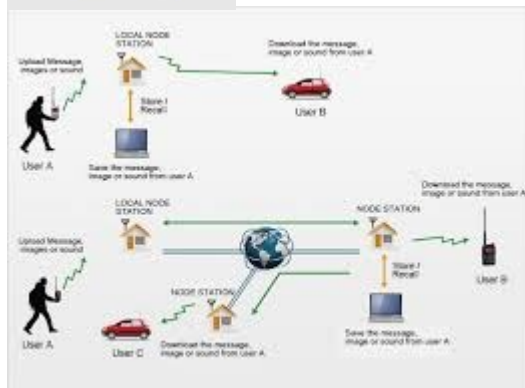 LOCAL NODE
STATION
Download the message,
images or sound from user A
Upload Message,
images or sound
Store /
Recall
User B
User A
Save the message,
image or sound from user A
Download the message,
image or sound from user A
LOCAL NODE
STATION
NODE STATION
Upload Message,
images or sound
Store /
Recall
User B
NODE STATION
User A
User C
Download the message,
image or sound from user A
Save the message,
image or sound from user A